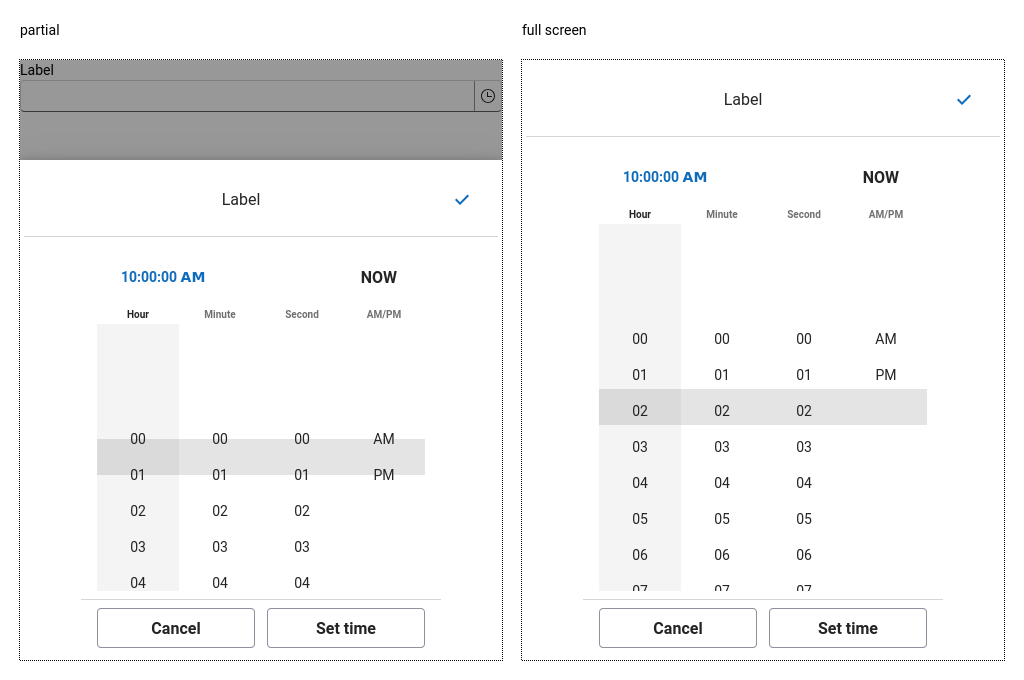 partial
Label
Label
10:00:00 AM NOW
Hour Minute Second AM/PM
00 00 00 AM
01 01 01 PM
02 02 02
03 03 03
04 04 04
Cancel Set time
full screen
Label
10:00:00 AM NOW
Hour Minute Second AM/PM
00 00 00 AM
01 01 01 PM
02 02 02
03 03 03
04 04 04
05 05 05
06 06 06
07 07 07
Cancel Set time